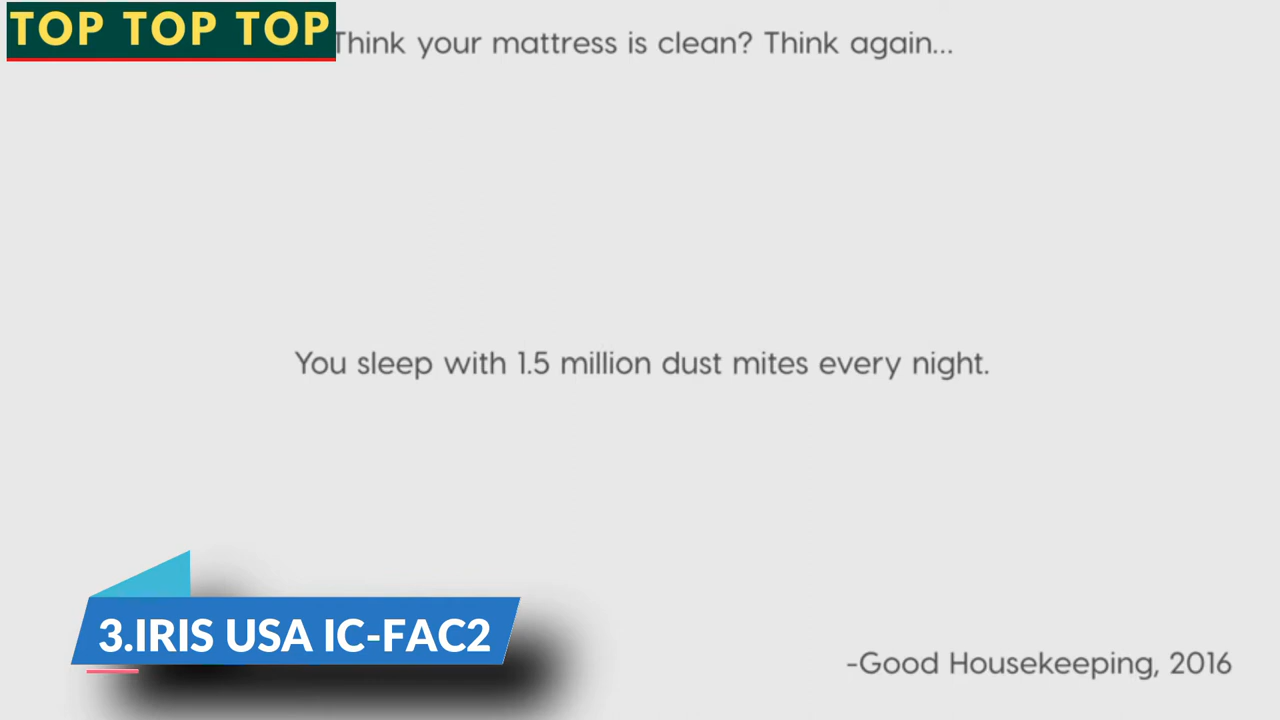 TOP TOP TOP
Think your mattress is clean? Think again...
You sleep with 1.5 million dust mites every night.
3.IRIS USA IC-FAC2
-Good Housekeeping, 2016